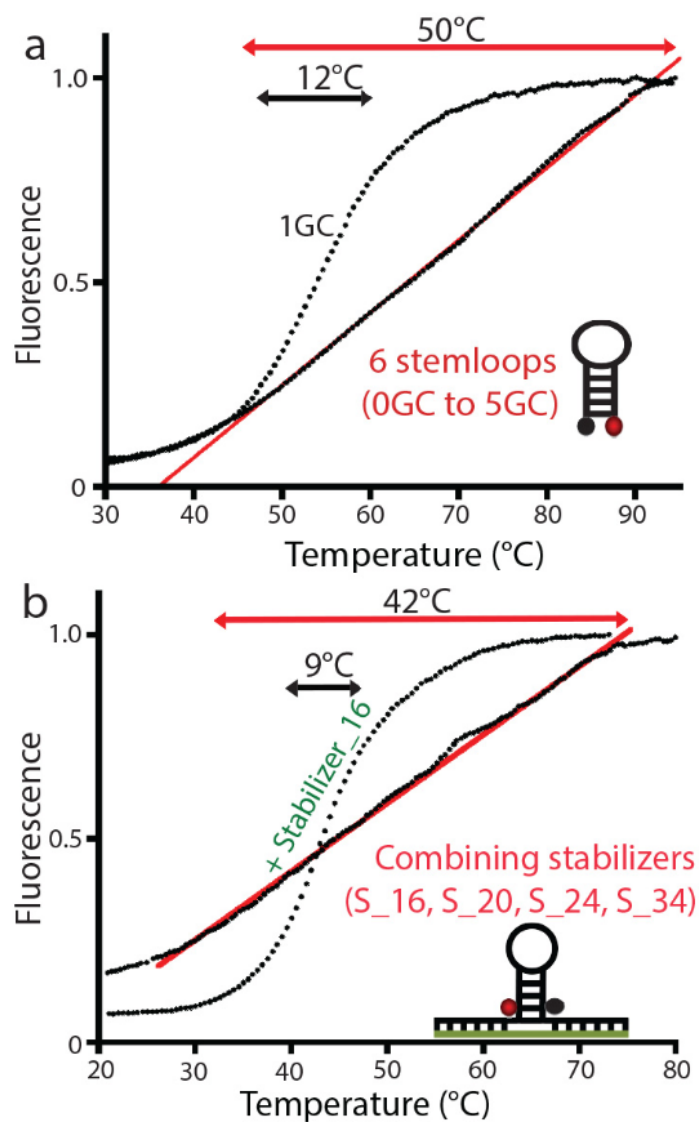 a
50°C
12°C
1.0
1GC
Fluorescence
0.5
6 stemloops
(0GC to 5GC)
0
30 40 50 60 70 80 90
Temperature (°C)
b
42°C
1.0
9°C
+ Stabilizer_16
Fluorescence
0.5
Combining stabilizers
(S_16, S_20, S_24, S_34)
0
20 30 40 50 60 70 80
Temperature (°C)